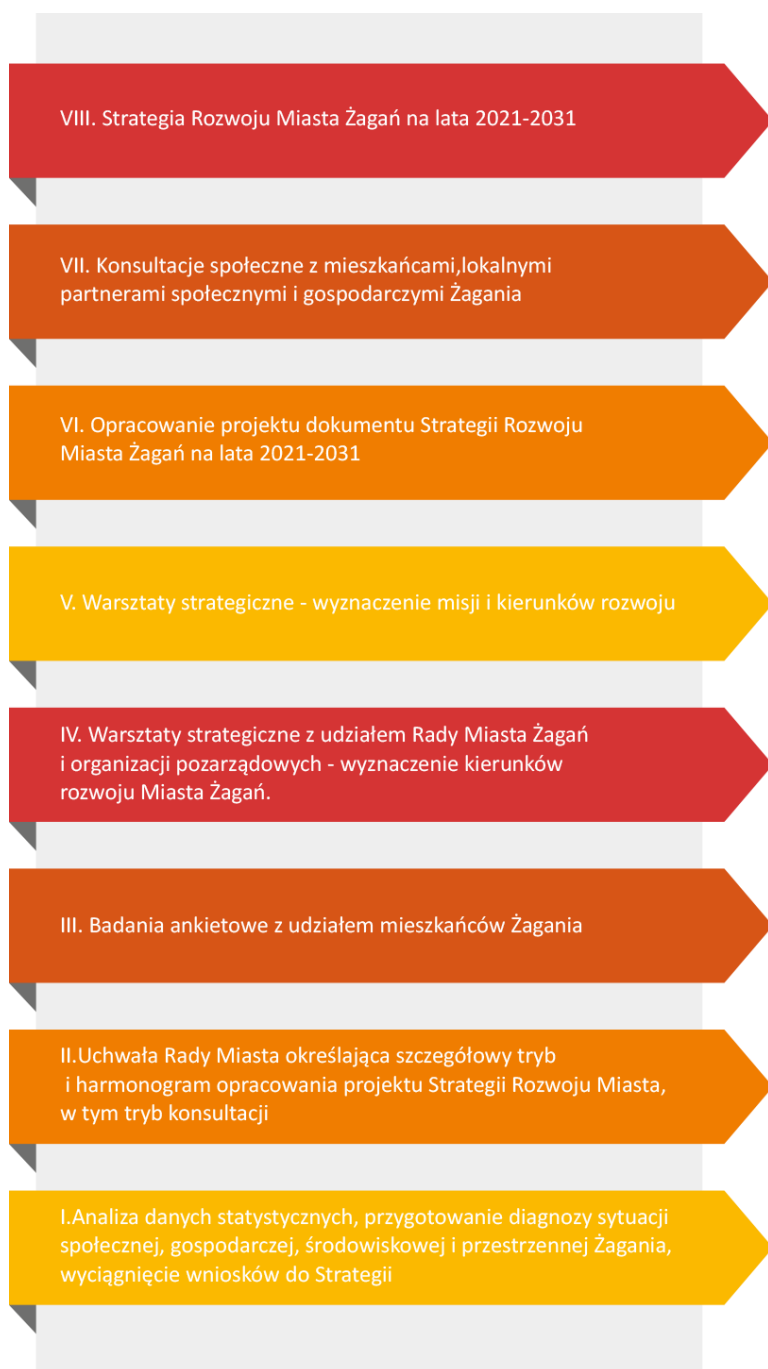 VIII. Strategia Rozwoju Miasta Żagań na lata 2021-2031
VII. Konsultacje społeczne z mieszkańcami,lokalnymi
partnerami społecznymi i gospodarczymi Żagania
VI. Opracowanie projektu dokumentu Strategii Rozwoju
Miasta Żagań na lata 2021-2031
V. Warsztaty strategiczne - wyznaczenie misji i kierunków rozwoju
IV. Warsztaty strategiczne z udziałem Rady Miasta Żagań
i organizacji pozarządowych - wyznaczenie kierunków
rozwoju Miasta Żagań.
III. Badania ankietowe z udziałem mieszkańców Żagania
II.Uchwała Rady Miasta określająca szczegółowy tryb
i harmonogram opracowania projektu Strategii Rozwoju Miasta,
w tym tryb konsultacji
I.Analiza danych statystycznych, przygotowanie diagnozy sytuacji
społecznej, gospodarczej, środowiskowej i przestrzennej Żagania,
wyciągnięcie wniosków do Strategii